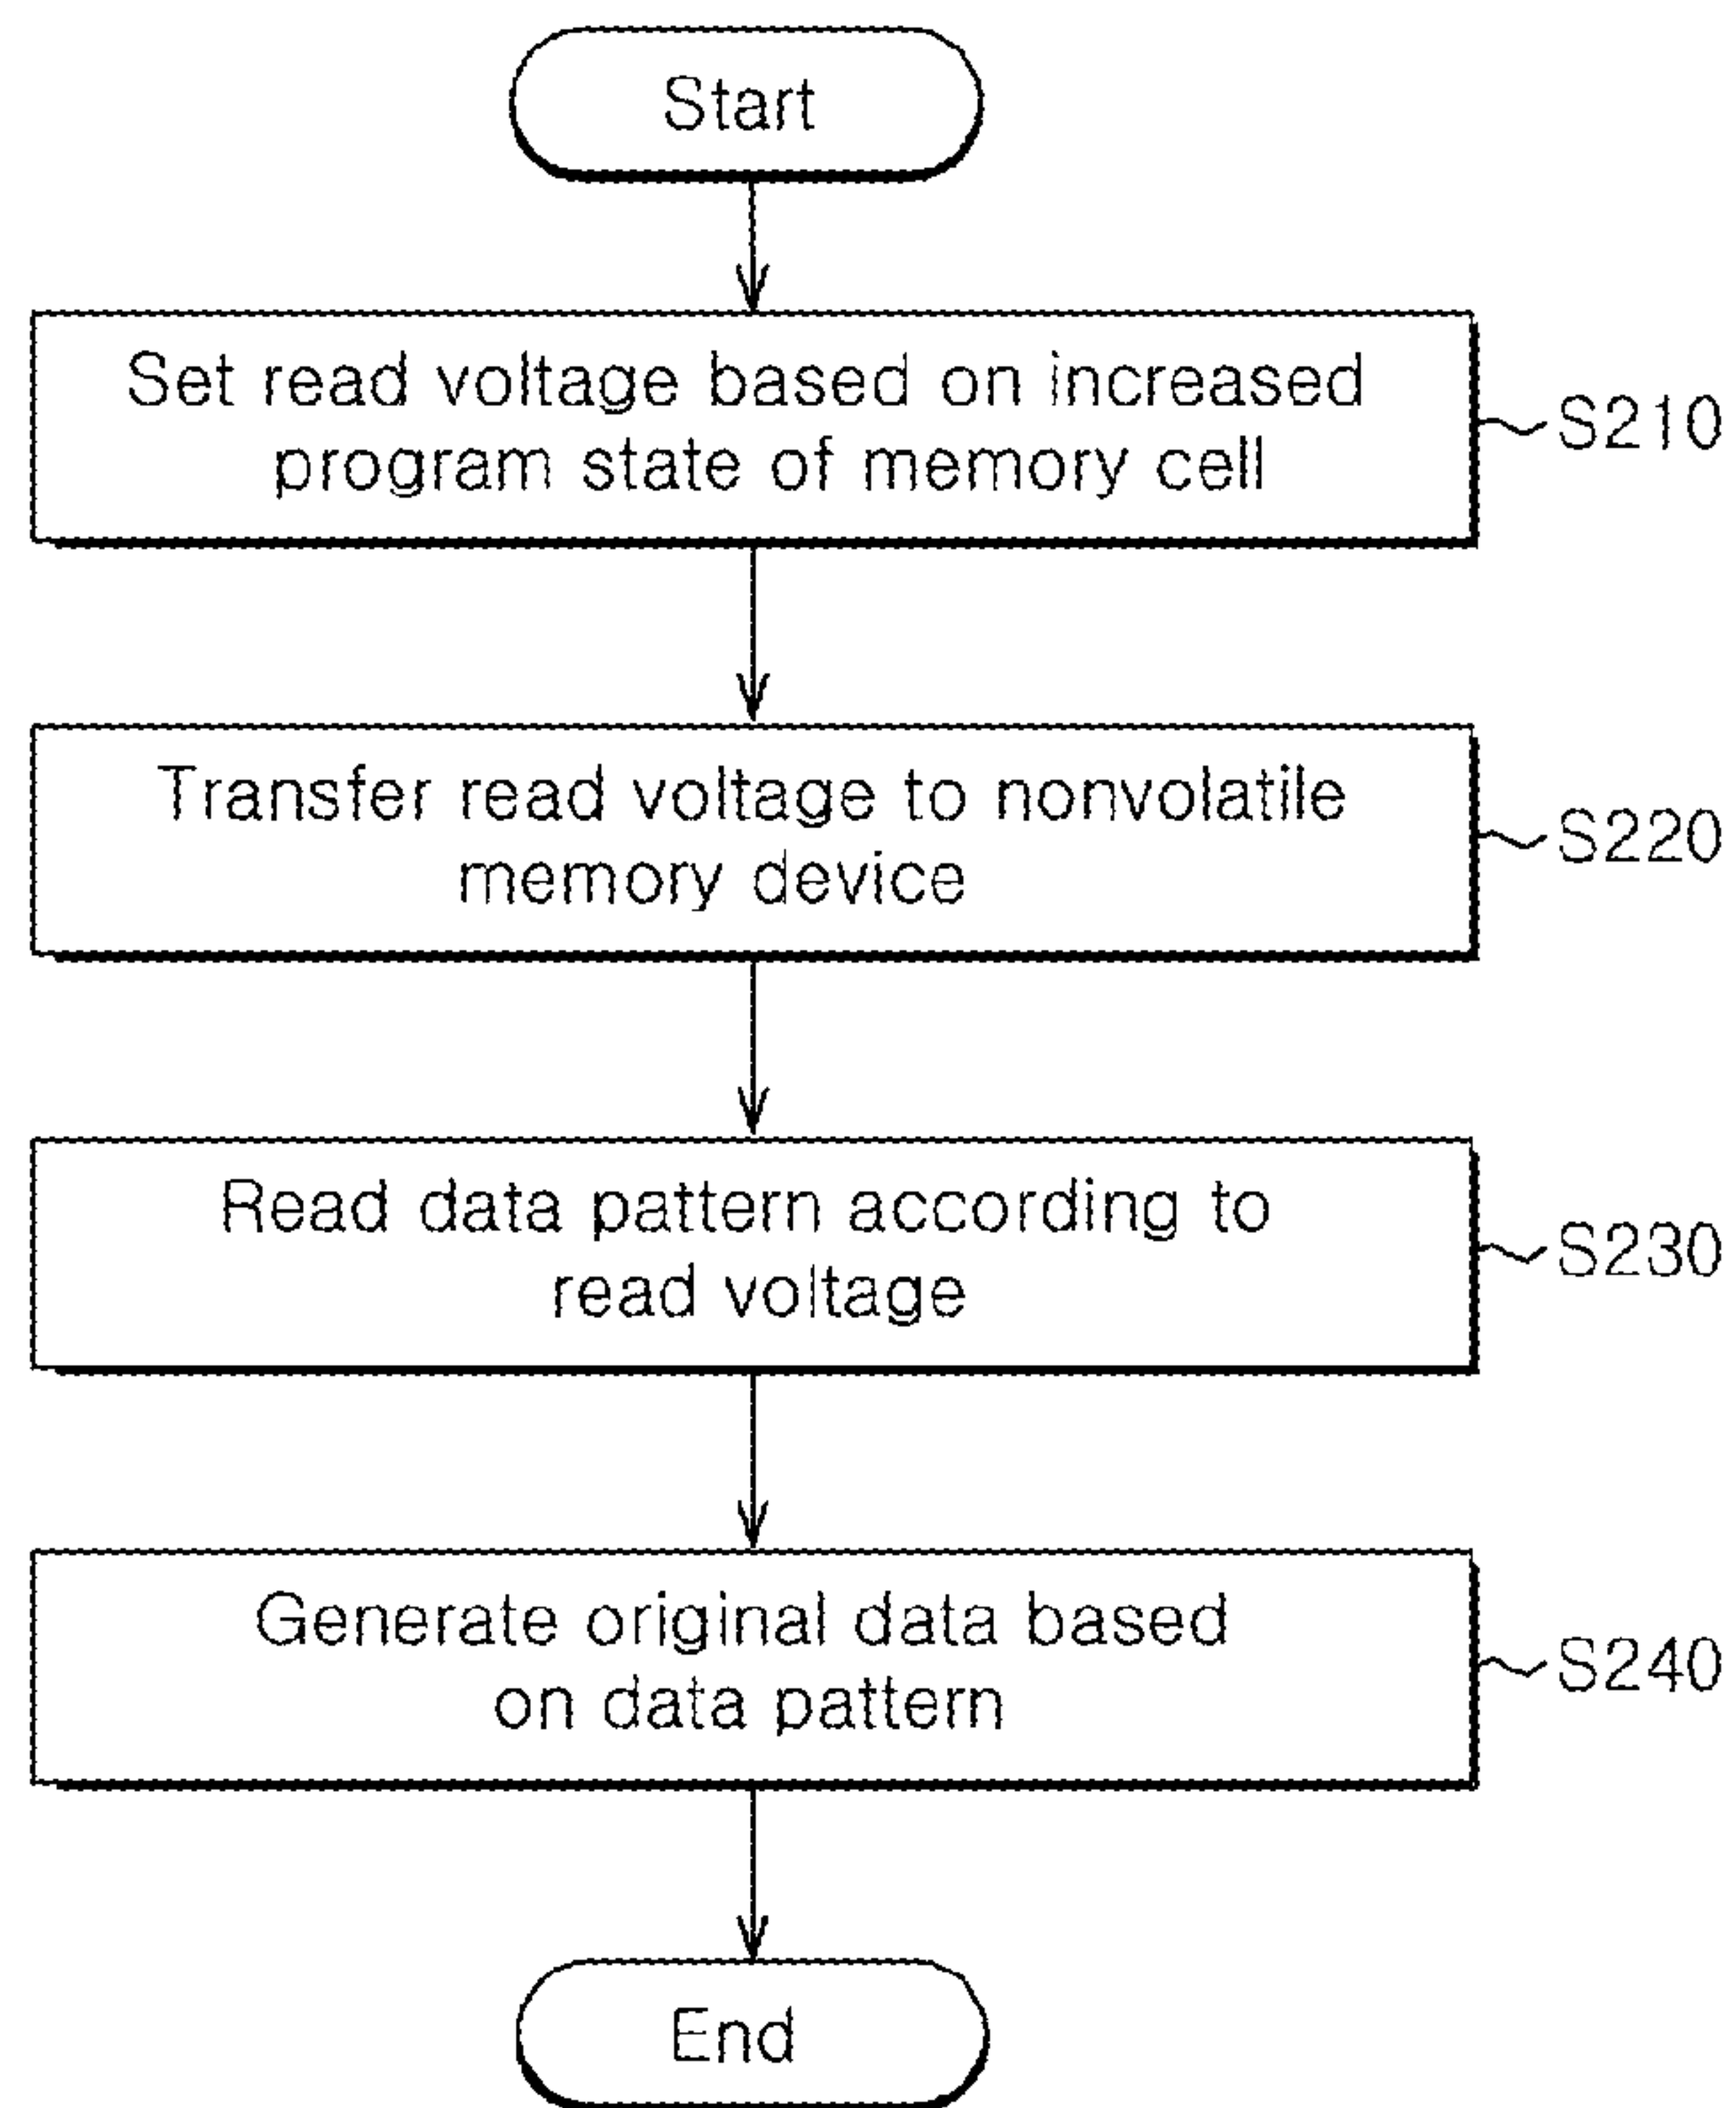 Start
Set read voltage based on increased
program state of memory cell
S210
Transfer read voltage to nonvolatile
memory device
S220
Read data pattern according to
read voltage
S230
Generate original data based
on data pattern
S240
End